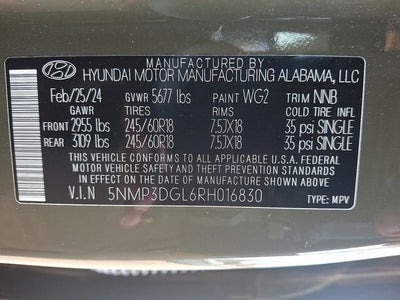 MANUFACTURED BY
HYUNDAI MOTOR MANUFACTURING ALABAMA, LLC
Feb/25/24 GVWR 5677 lbs PAINT WG2 TRIM NNB
GAWR TIRES RIMS COLD TIRE INF PR.
FRONT 2955 lbs 245/60R18 7.5JX18 35 psi SINGLE
REAR 3109 lbs 245/60R18 7.5JX18 35 psi SINGLE
THIS VEHICLE CONFORMS TO ALL APPLICABLE U.S.A. FEDERAL
MOTOR VEHICLE SAFETY AND THEFT PREVENTION STANDARDS
IN EFFECT ON THE DATE OF MANUFACTURE SHOWN ABOVE.
V.I.N 5NMP3DGL6RH016830 TYPE: MPV